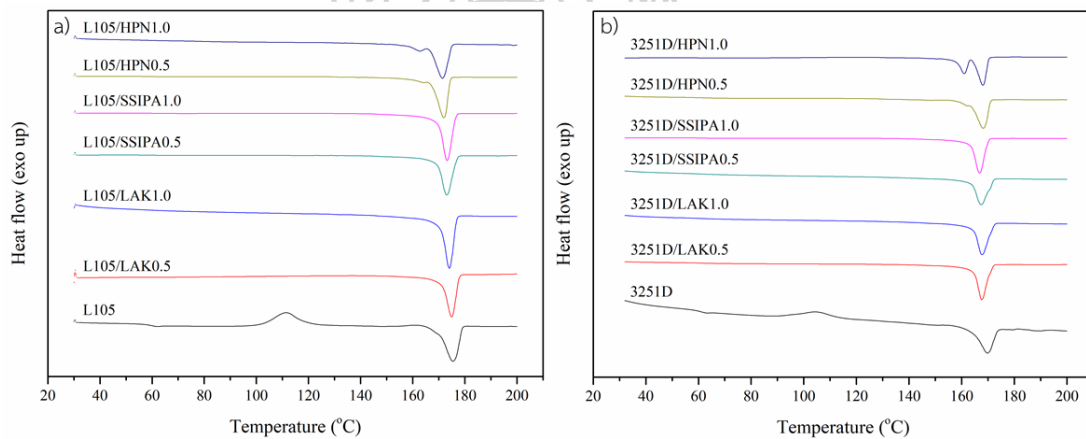 a)
L105/HPN1.0
L105/HPN0.5
L105/SSIPA1.0
L105/SSIPA0.5
L105/LAK1.0
L105/LAK0.5
L105
Heat flow (exo up)
20 40 60 80 100 120 140 160 180 200
Temperature (°C)
b)
3251D/HPN1.0
3251D/HPN0.5
3251D/SSIPA1.0
3251D/SSIPA0.5
3251D/LAK1.0
3251D/LAK0.5
3251D
Heat flow (exo up)
20 40 60 80 100 120 140 160 180 200
Temperature (°C)